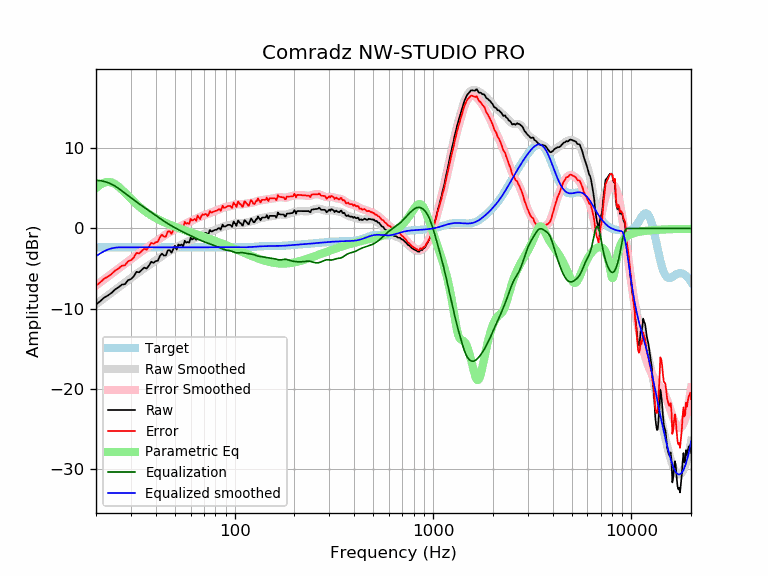 Comradz NW-STUDIO PRO
Amplitude (dBr)
10
0
−10
−20
−30
Target
Raw Smoothed
Error Smoothed
Raw
Error
Parametric Eq
Equalization
Equalized smoothed
100
1000
10000
Frequency (Hz)